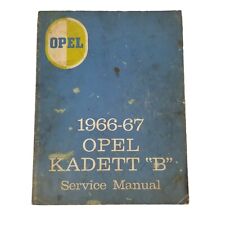 OPEL
1966-67
OPEL
KADETT "B"
Service Manual